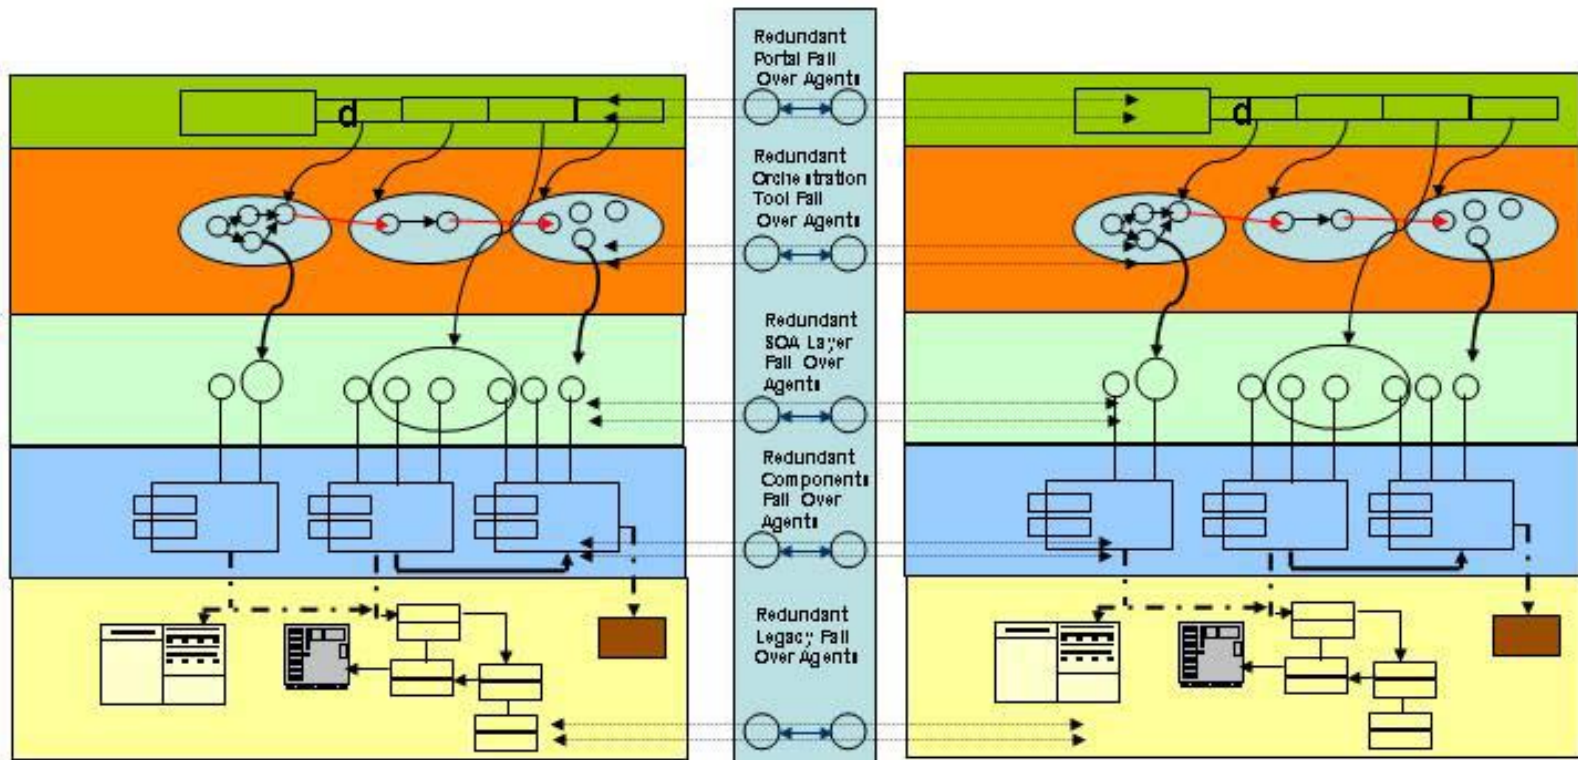 Redundant
Portal Fail
Over Agents
d
d
Redundant
Orchestration
Tool Fail
Over Agents
Redundant
SOA Layer
Fail Over
Agents
Redundant
Components
Fail Over
Agents
Redundant
Legacy Fail
Over Agents